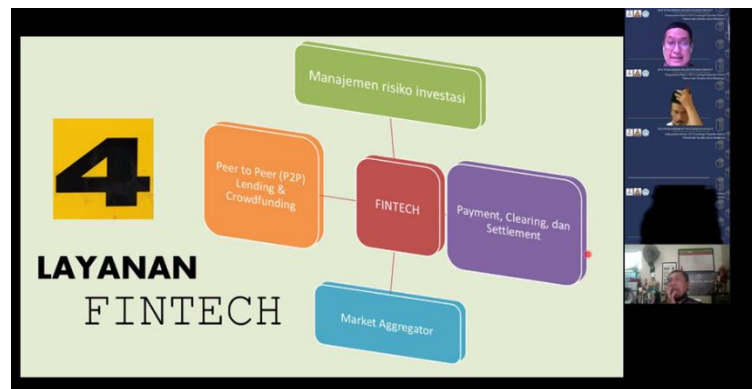 4
LAYANAN
FINTECH
Manajemen risiko investasi
Peer to Peer (P2P)
Lending &
Crowdfunding
FINTECH
Payment, Clearing, dan
Settlement
Market Aggregator